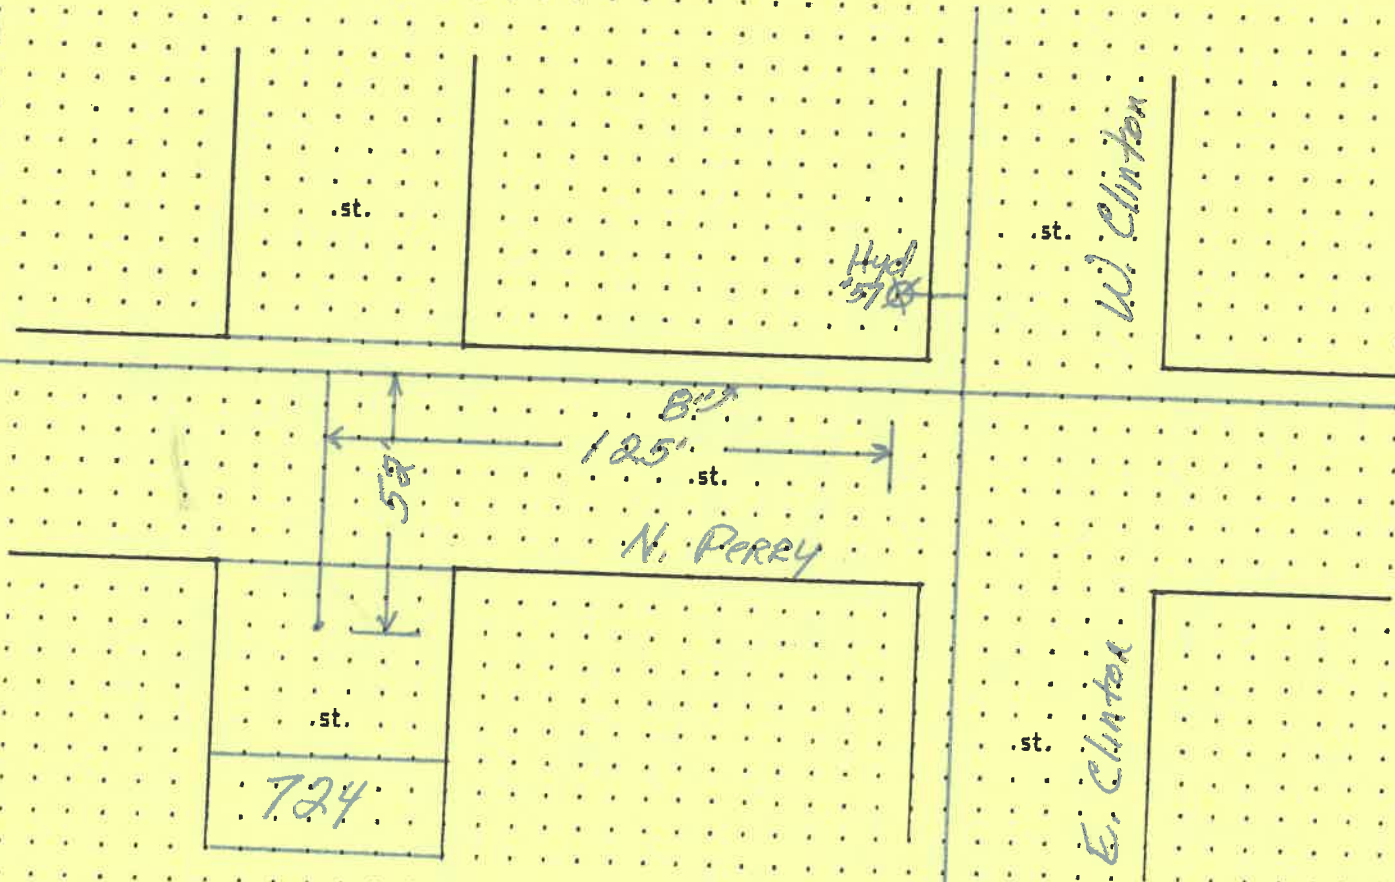 W. Clinton
.st.
.st.
Hyd
'57
8"
125'
52'
.st.
N. Perry
E. Clinton
.st.
.st.
724